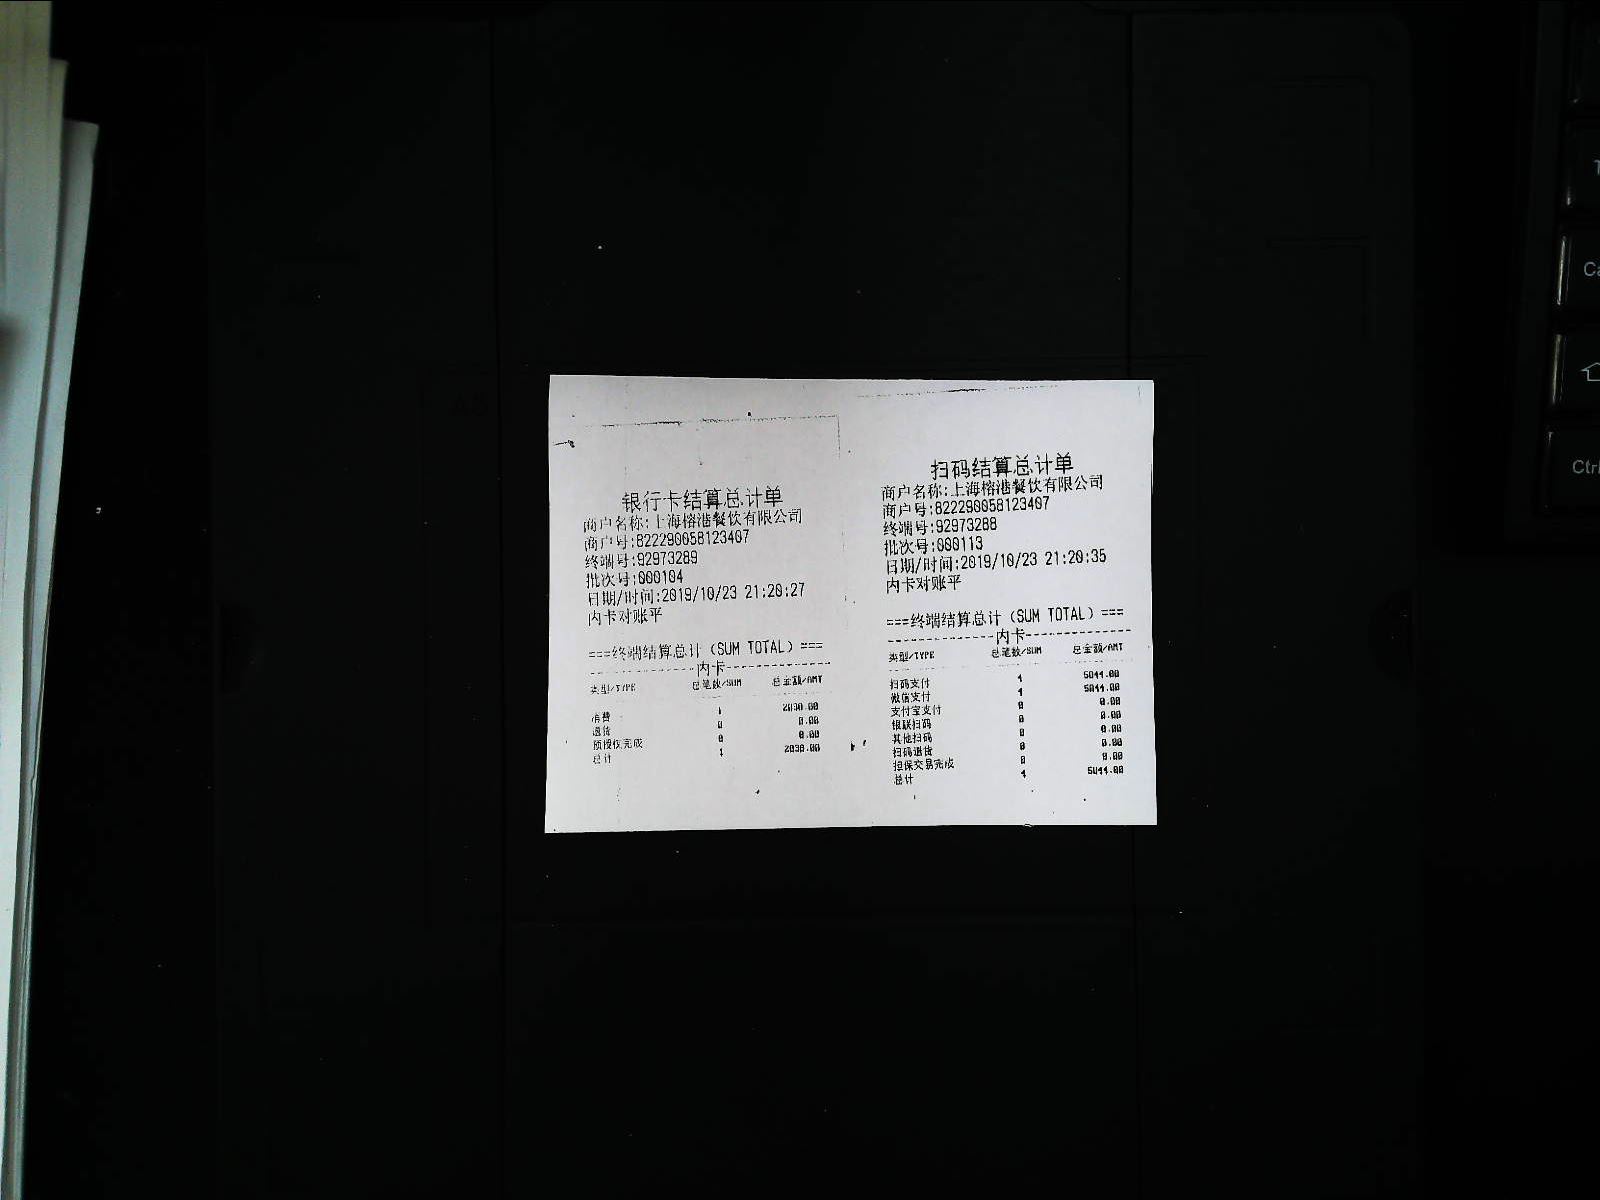 银行卡结算总计单
商户名称:上海榕港餐饮有限公司
商户号:822290058123407
终端号:92973289
批次号:000104
日期/时间:2019/10/23 21:20:27
内卡对账平
===终端结算总计(SUM TOTAL)===
内卡
类型/TYPE 总笔数/SUM 总金额/AMT
消费 1
退货 0 0.00
预授权完成 0 0.00
总计 1
扫码结算总计单
商户名称:上海榕港餐饮有限公司
商户号:822290058123407
终端号:92973288
批次号:000113
日期/时间:2019/10/23 21:20:35
内卡对账平
===终端结算总计(SUM TOTAL)===
内卡
类型/TYPE 总笔数/SUM 总金额/AMT
扫码支付 4 5044.00
微信支付 4 5044.00
支付宝支付 0 0.00
银联扫码 0 0.00
其他扫码 0 0.00
扫码退货 0 0.00
担保交易完成 0 0.00
总计 4 5044.00
Ctrl